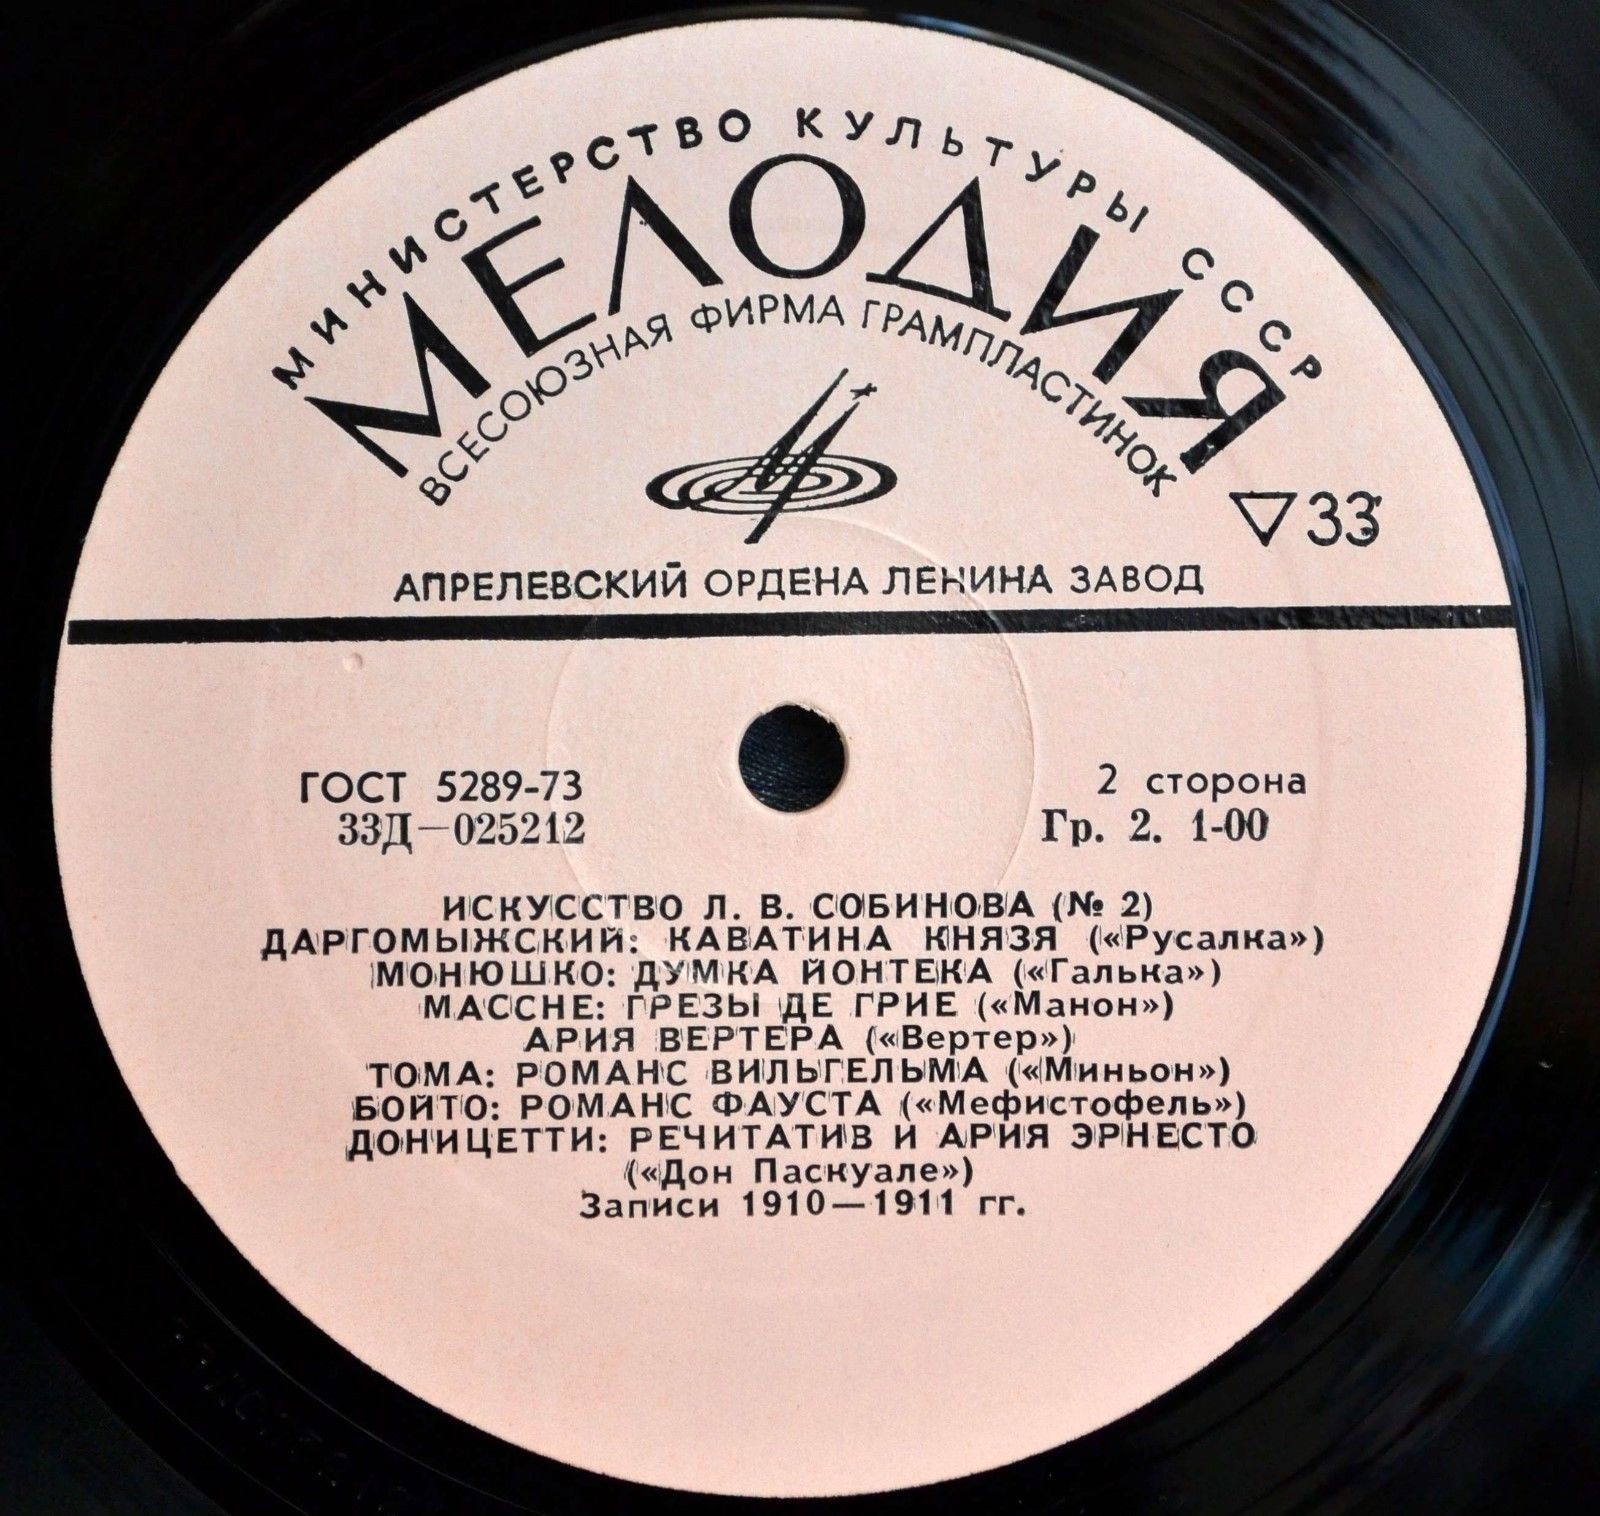 МИНИСТЕРСТВО КУЛЬТУРЫ СССР
МЕЛОДИЯ
ВСЕСОЮЗНАЯ ФИРМА ГРАМПЛАСТИНОК
33
АПРЕЛЕВСКИЙ ОРДЕНА ЛЕНИНА ЗАВОД
ГОСТ 5289-73
2 сторона
33Д—025212
Гр. 2. 1-00
ИСКУССТВО Л. В. СОБИНОВА (№ 2)
ДАРГОМЫЖСКИЙ: КАВАТИНА КНЯЗЯ («Русалка»)
МОНЮШКО: ДУМКА ЙОНТЕКА («Галька»)
МАССНЕ: ГРЕЗЫ ДЕ ГРИЕ («Манон»)
АРИЯ ВЕРТЕРА («Вертер»)
ТОМА: РОМАНС ВИЛЬГЕЛЬМА («Миньон»)
БОЙТО: РОМАНС ФАУСТА («Мефистофель»)
ДОНИЦЕТТИ: РЕЧИТАТИВ И АРИЯ ЭРНЕСТО
(«Дон Паскуале»)
Записи 1910—1911 гг.